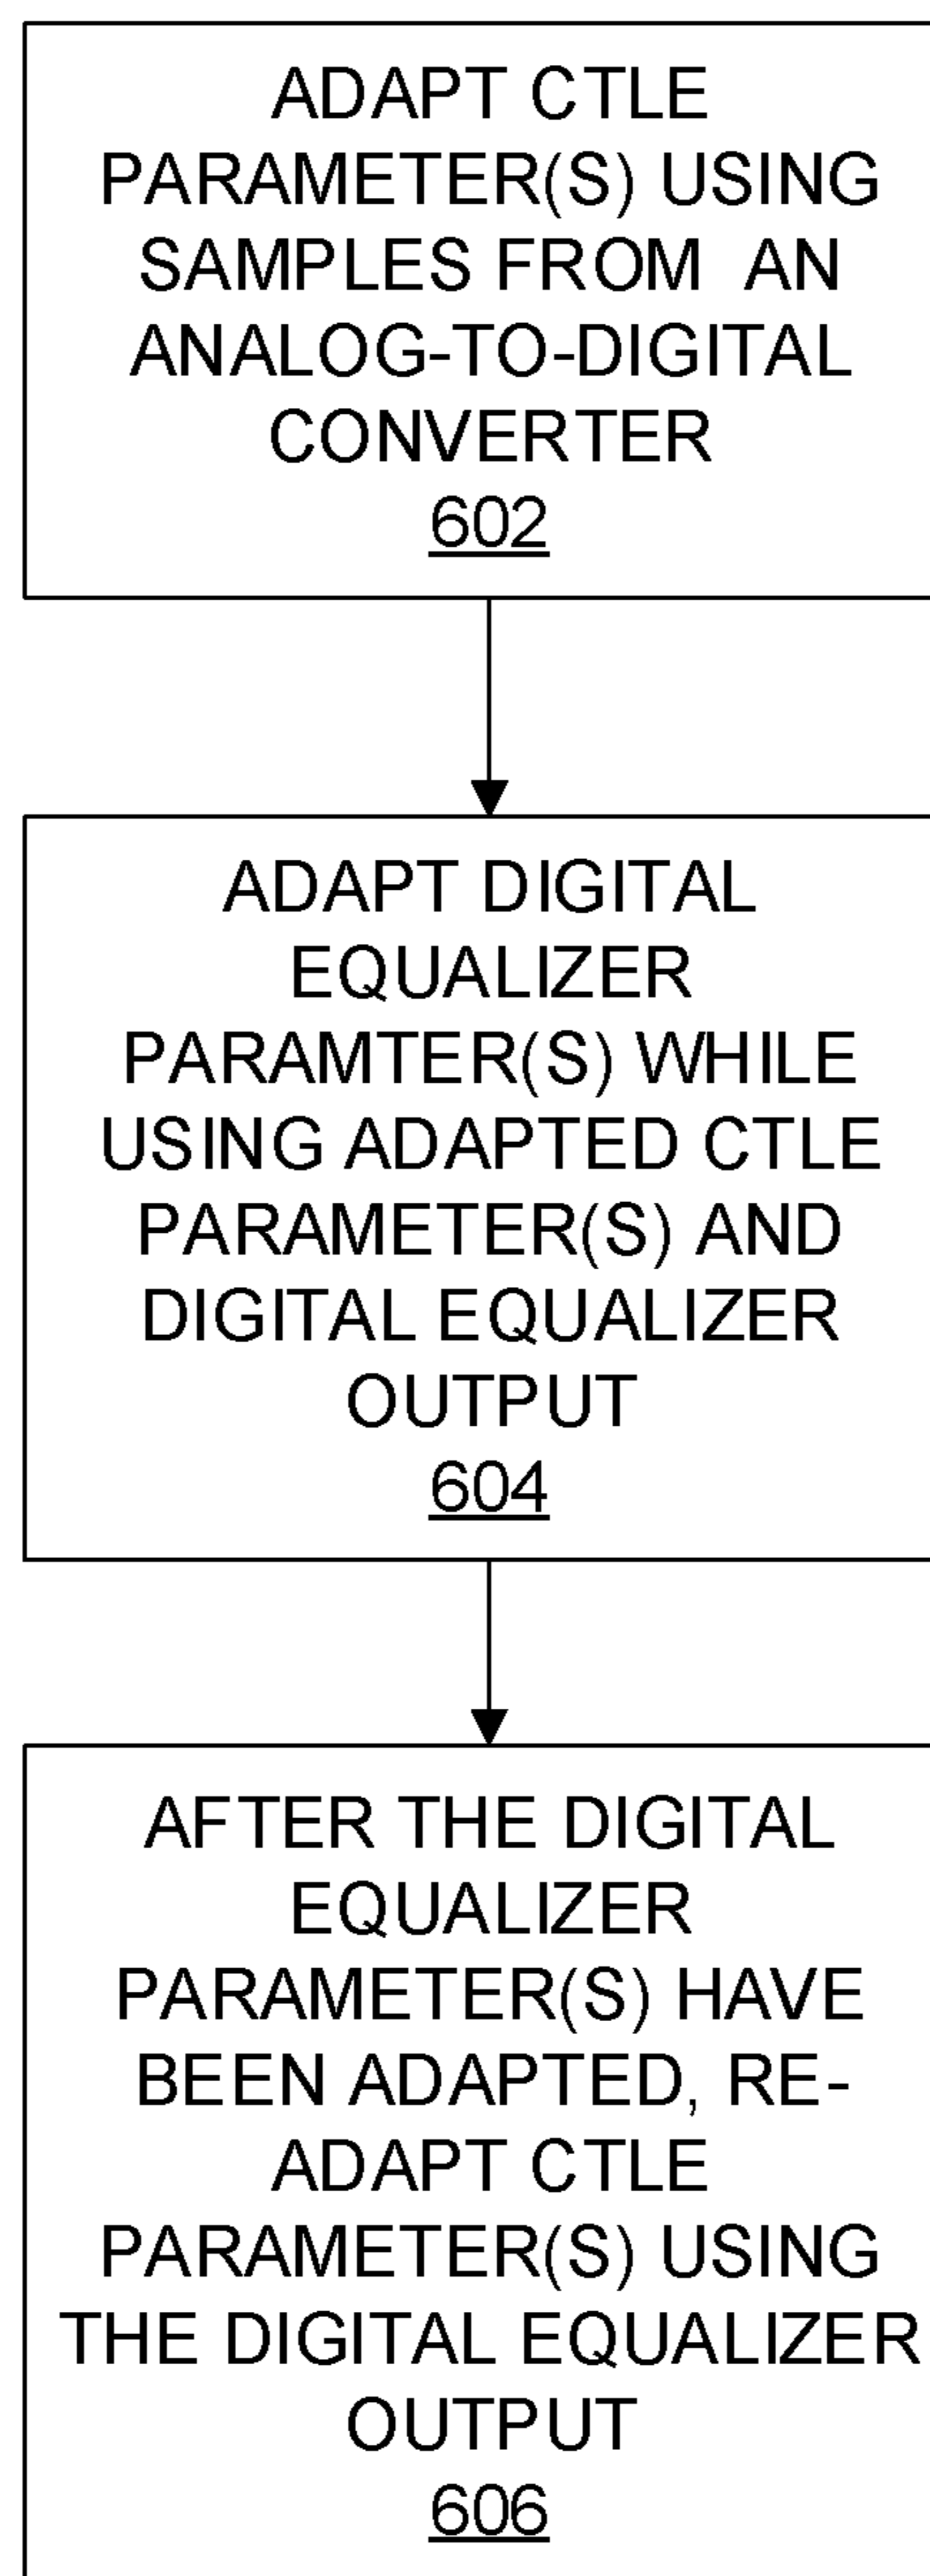 ADAPT CTLE
PARAMETER(S) USING
SAMPLES FROM AN
ANALOG-TO-DIGITAL
CONVERTER
602
ADAPT DIGITAL
EQUALIZER
PARAMTER(S) WHILE
USING ADAPTED CTLE
PARAMETER(S) AND
DIGITAL EQUALIZER
OUTPUT
604
AFTER THE DIGITAL
EQUALIZER
PARAMETER(S) HAVE
BEEN ADAPTED, RE-
ADAPT CTLE
PARAMETER(S) USING
THE DIGITAL EQUALIZER
OUTPUT
606